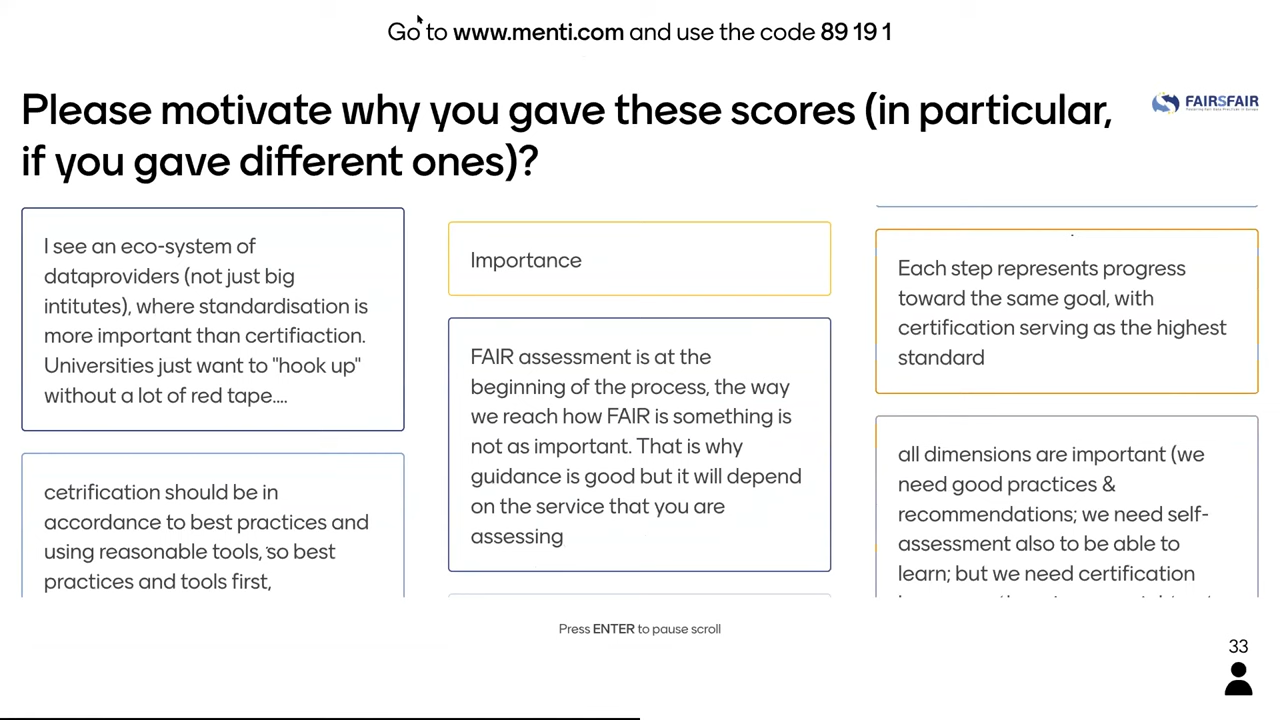 Go to www.menti.com and use the code 89 19 1
Please motivate why you gave these scores (in particular,
if you gave different ones)?
FAIRSFAIR
I see an eco-system of
dataproviders (not just big
intitutes), where standardisation is
more important than certifiaction.
Universities just want to "hook up"
without a lot of red tape....
cetrification should be in
accordance to best practices and
using reasonable tools, so best
practices and tools first,
Importance
FAIR assessment is at the
beginning of the process, the way
we reach how FAIR is something is
not as important. That is why
guidance is good but it will depend
on the service that you are
assessing
Each step represents progress
toward the same goal, with
certification serving as the highest
standard
all dimensions are important (we
need good practices &
recommendations; we need self-
assessment also to be able to
learn; but we need certification
Press ENTER to pause scroll
33